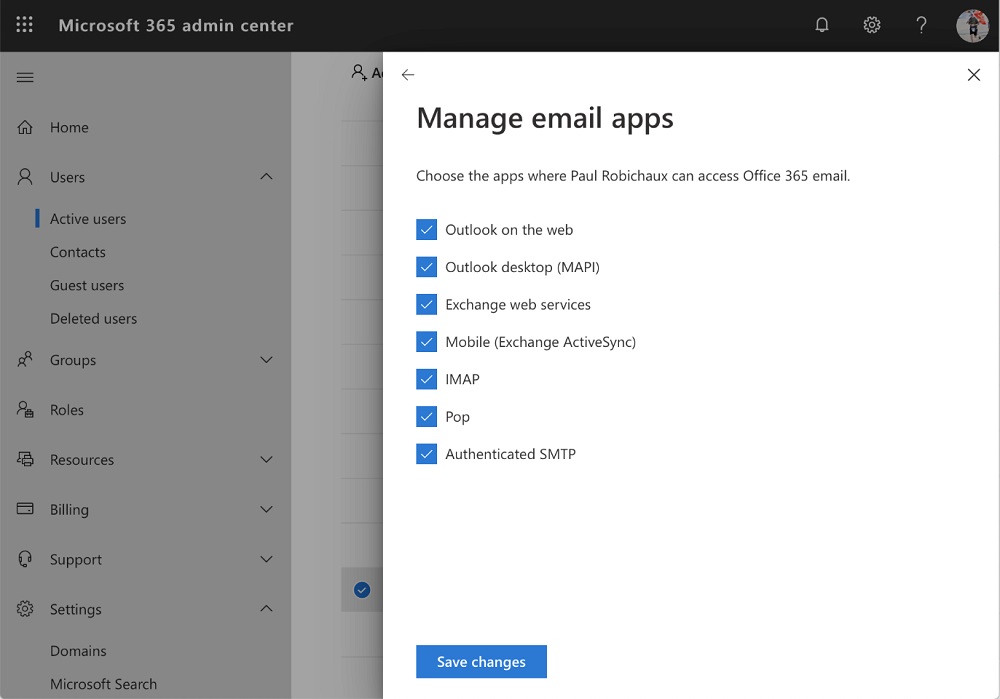 Microsoft 365 admin center
Home
Users
Active users
Contacts
Guest users
Deleted users
Groups
Roles
Resources
Billing
Support
Settings
Domains
Microsoft Search
Manage email apps
Choose the apps where Paul Robichaux can access Office 365 email.
Outlook on the web
Outlook desktop (MAPI)
Exchange web services
Mobile (Exchange ActiveSync)
IMAP
Pop
Authenticated SMTP
Save changes